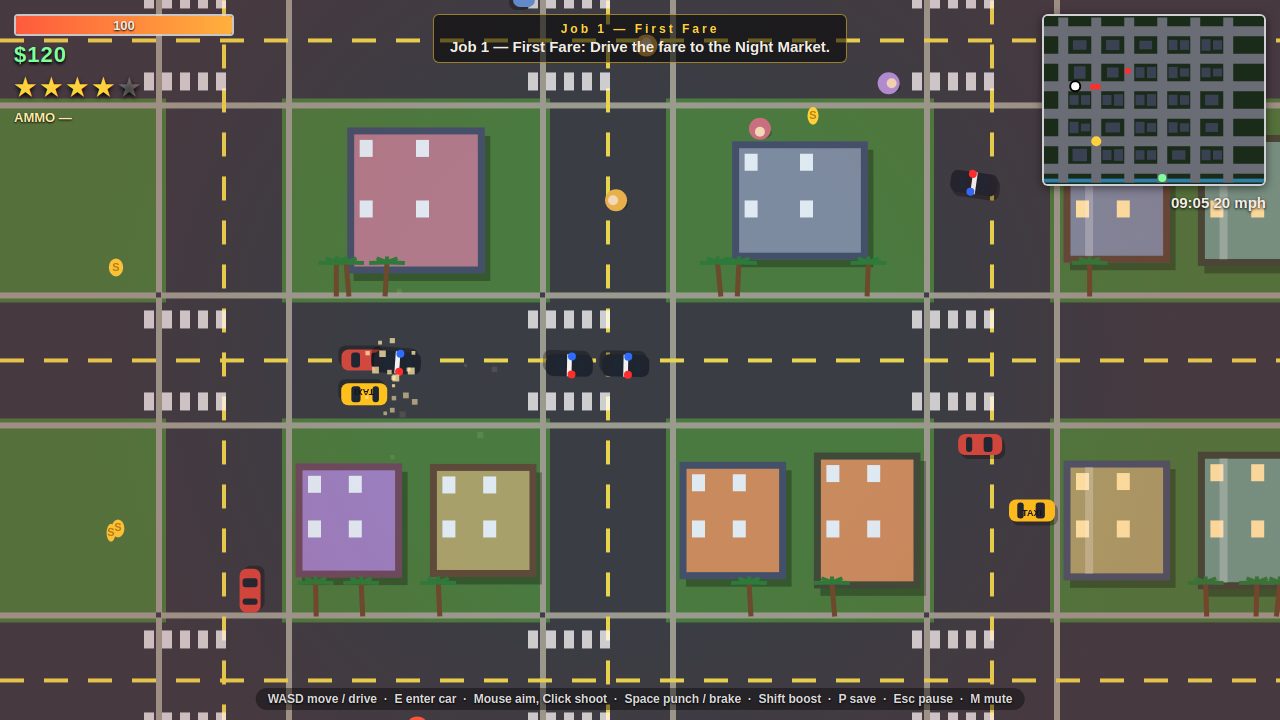 100
$120
AMMO —
Job 1 — First Fare
Job 1 — First Fare: Drive the fare to the Night Market.
09:05 20 mph
S
S
S
S
TAXI
TAXI
WASD move / drive · E enter car · Mouse aim, Click shoot · Space punch / brake · Shift boost · P save · Esc pause · M mute